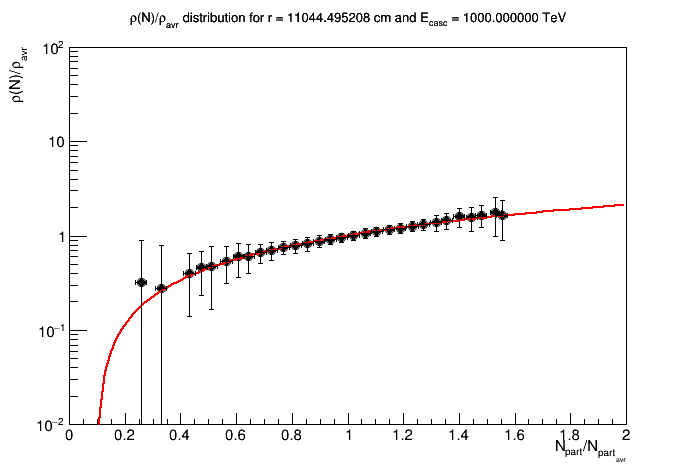 ρ(N)/ρavr distribution for r = 11044.495208 cm and Ecasc = 1000.000000 TeV
ρ(N)/ρavr
10²
10
1
10⁻¹
10⁻²
0 0.2 0.4 0.6 0.8 1 1.2 1.4 1.6 1.8 2
Npart/Npartavr